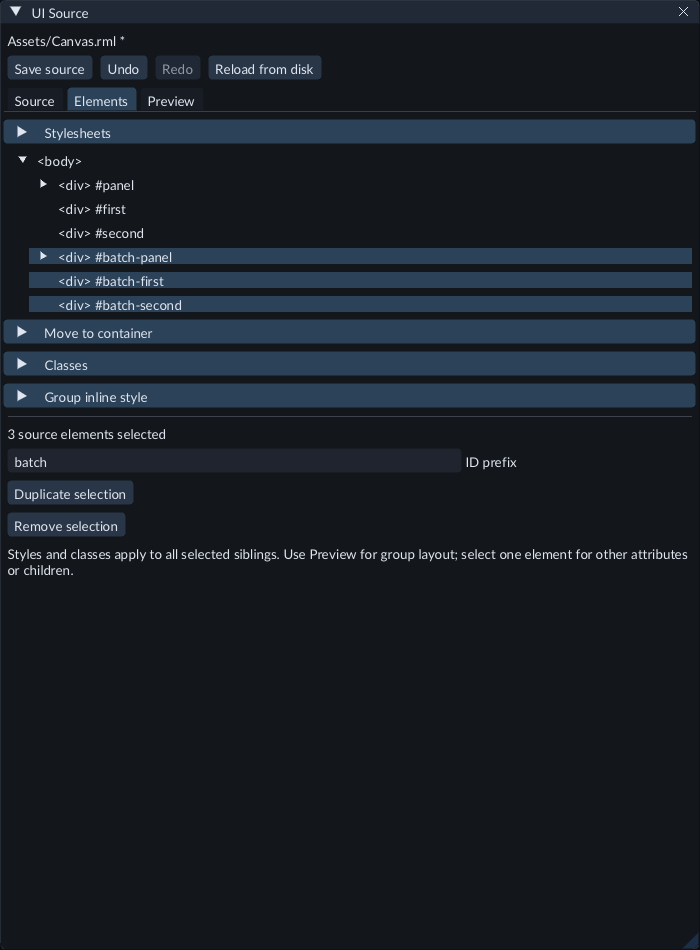 UI Source
Assets/Canvas.rml *
Save source Undo Redo Reload from disk
Source Elements Preview
Stylesheets
<body>
<div> #panel
<div> #first
<div> #second
<div> #batch-panel
<div> #batch-first
<div> #batch-second
Move to container
Classes
Group inline style
3 source elements selected
batch ID prefix
Duplicate selection
Remove selection
Styles and classes apply to all selected siblings. Use Preview for group layout; select one element for other attributes
or children.